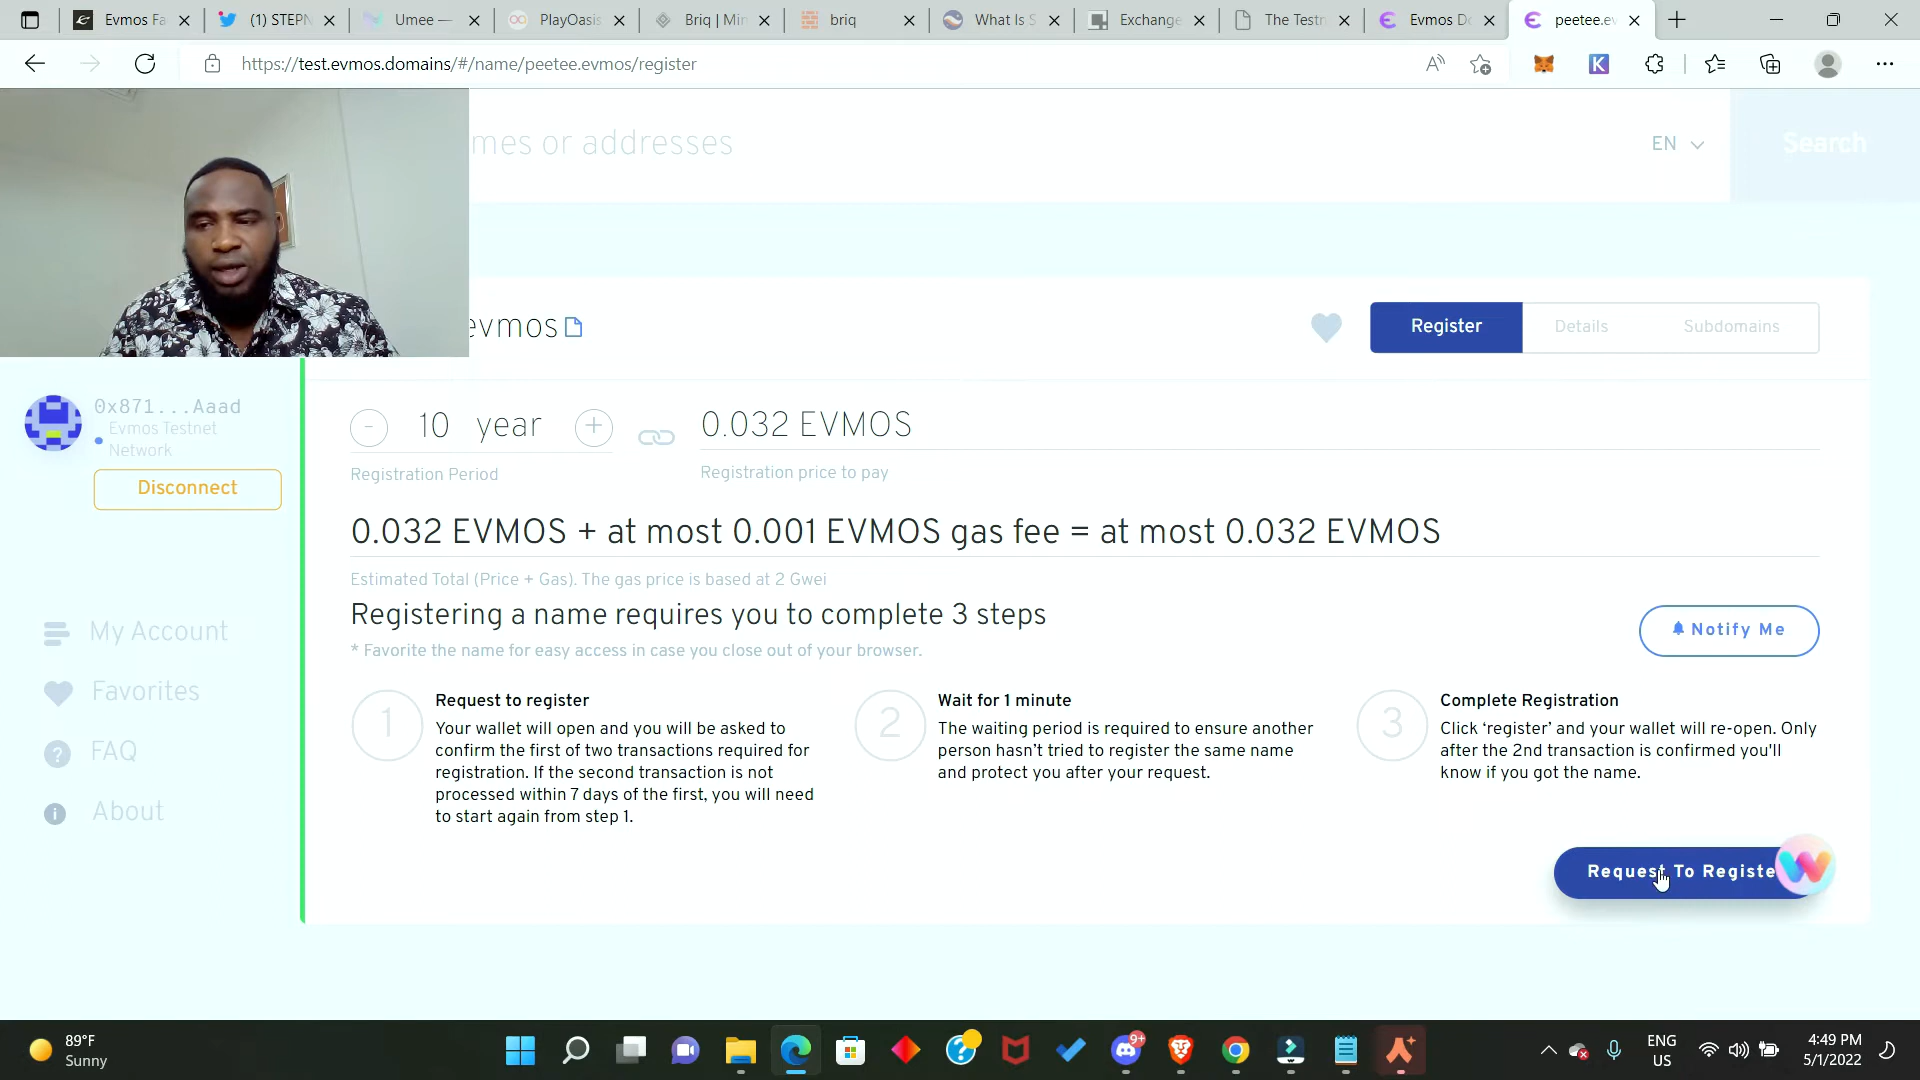 Evmos Fa
(1) STEPN
Umee —
PlayOasis
Briq | Min
briq
What Is S
Exchange
The Testn
Evmos Do
peetee.ev
https://test.evmos.domains/#/name/peetee.evmos/register
mes or addresses
EN
Search
evmos
Register
Details
Subdomains
0x871...Aaad
Evmos Testnet
Network
Disconnect
My Account
Favorites
FAQ
About
- 10 year +
0.032 EVMOS
Registration Period
Registration price to pay
0.032 EVMOS + at most 0.001 EVMOS gas fee = at most 0.032 EVMOS
Estimated Total (Price + Gas). The gas price is based at 2 Gwei
Registering a name requires you to complete 3 steps
* Favorite the name for easy access in case you close out of your browser.
Notify Me
1
Request to register
Your wallet will open and you will be asked to
confirm the first of two transactions required for
registration. If the second transaction is not
processed within 7 days of the first, you will need
to start again from step 1.
2
Wait for 1 minute
The waiting period is required to ensure another
person hasn't tried to register the same name
and protect you after your request.
3
Complete Registration
Click ‘register’ and your wallet will re-open. Only
after the 2nd transaction is confirmed you'll
know if you got the name.
Request To Registe
89°F
Sunny
9+
ENG
US
4:49 PM
5/1/2022